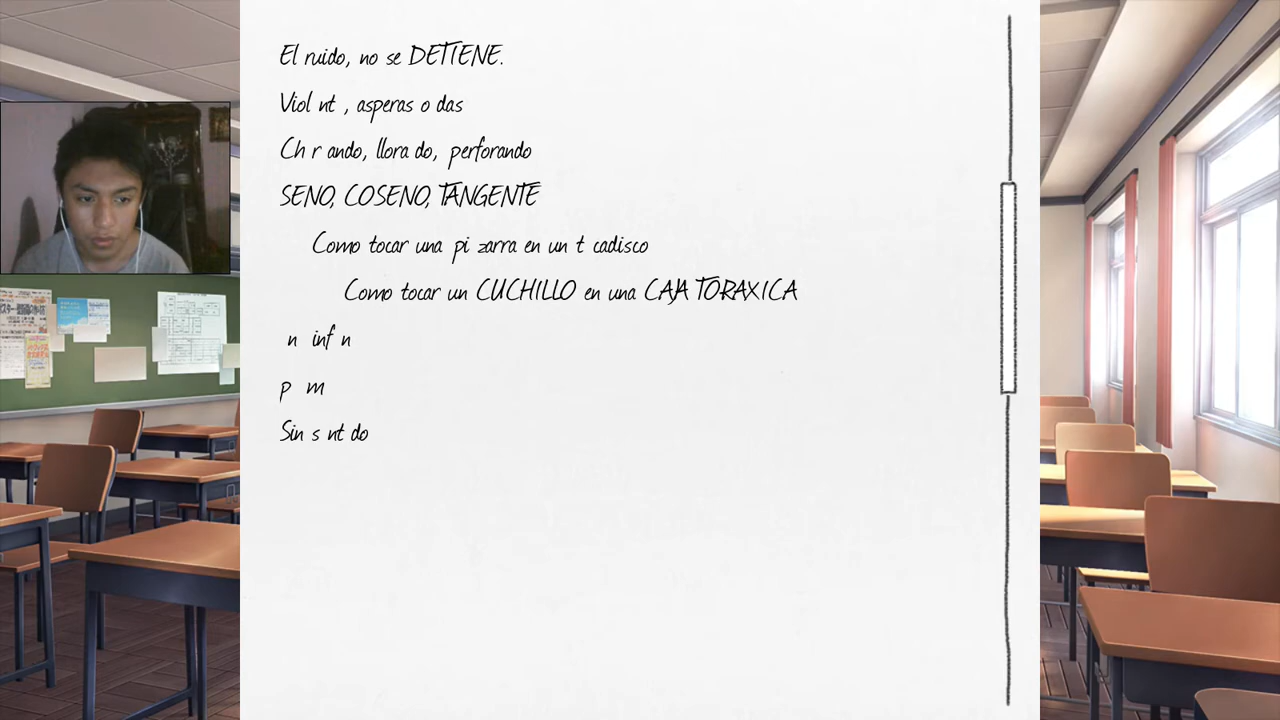 El ruido, no se DETIENE.
Viol nt , asperas o das
Ch r ando, llora do, perforando
SENO, COSENO, TANGENTE
Como tocar una pi zarra en un t cadisco
Como tocar un CUCHILLO en una CAJA TORAXICA
n inf n
p m
Sin s nt do